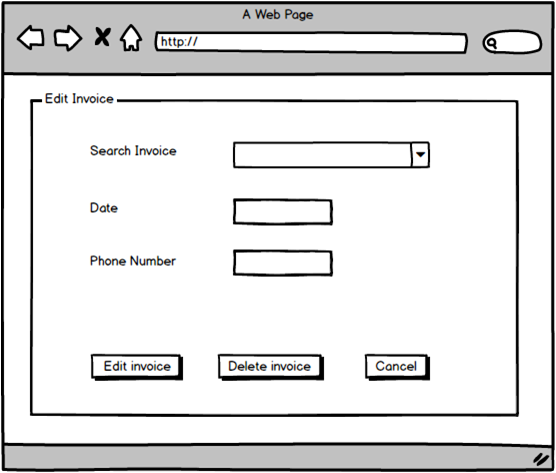 A Web Page
http://
Edit Invoice
Search Invoice
Date
Phone Number
Edit invoice Delete invoice Cancel